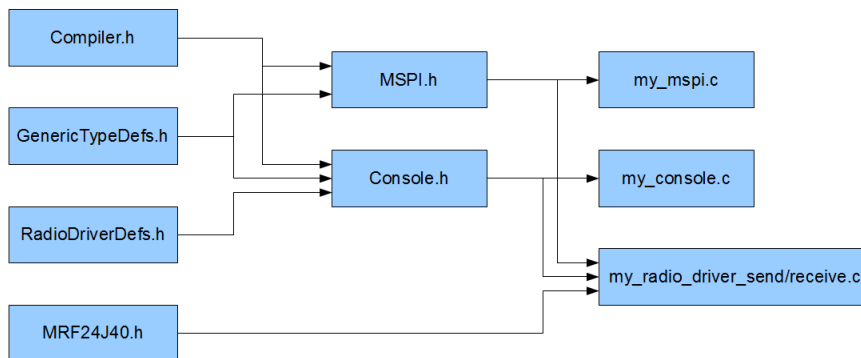 Compiler.h
GenericTypeDefs.h
RadioDriverDefs.h
MRF24J40.h
MSPI.h
Console.h
my_mspi.c
my_console.c
my_radio_driver_send/receive.c